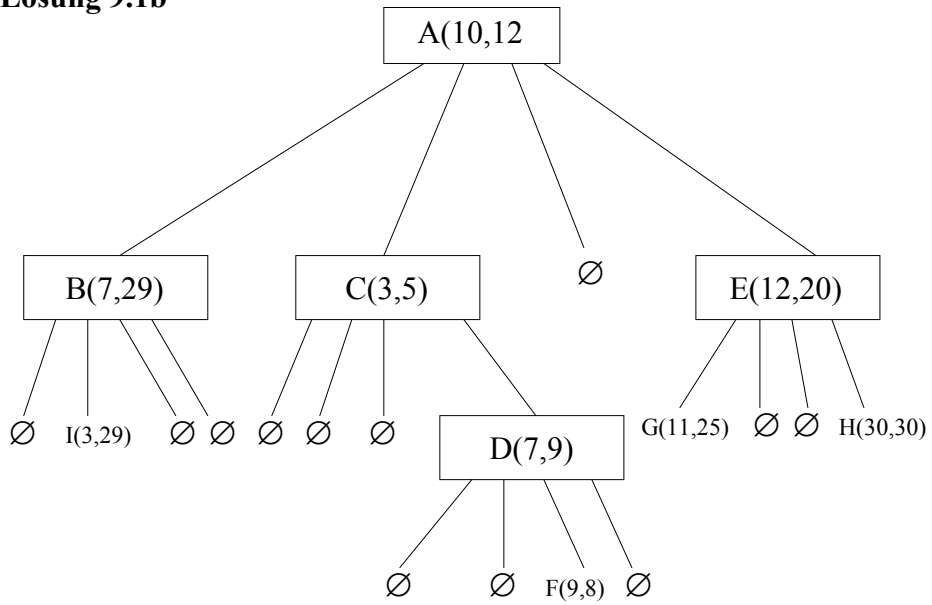 Lösung 9.1b
A(10,12
B(7,29)
C(3,5)
∅
E(12,20)
∅ I(3,29) ∅ ∅ ∅ ∅ ∅
D(7,9)
G(11,25) ∅ ∅ H(30,30)
∅ ∅ F(9,8) ∅